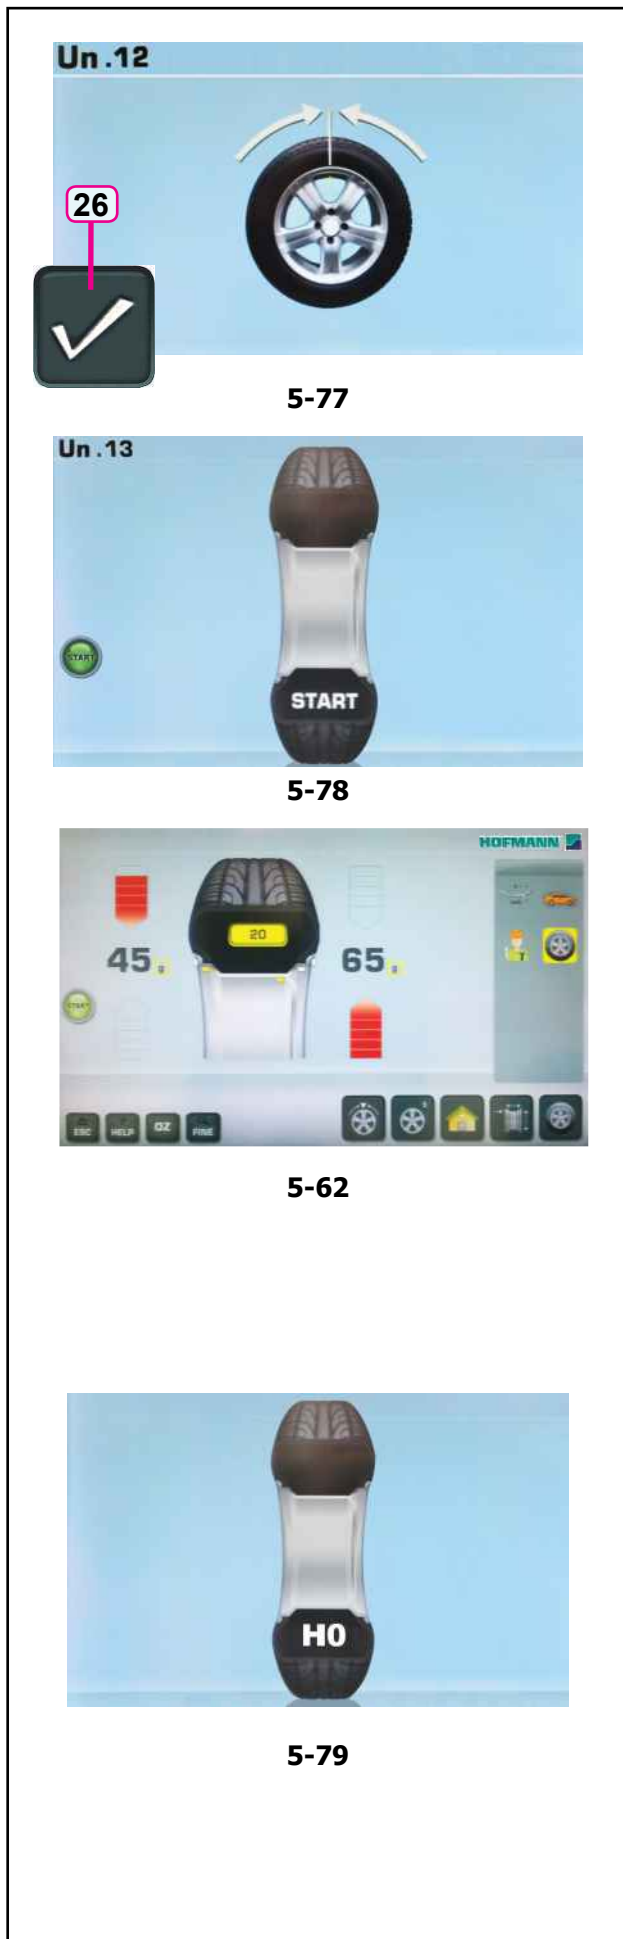 Un .12
26
5-77
Un .13
START
START
5-78
HOFMANN
20
45 g
65 g
START
ESC
HELP
OZ
FINE
5-62
H0
5-79